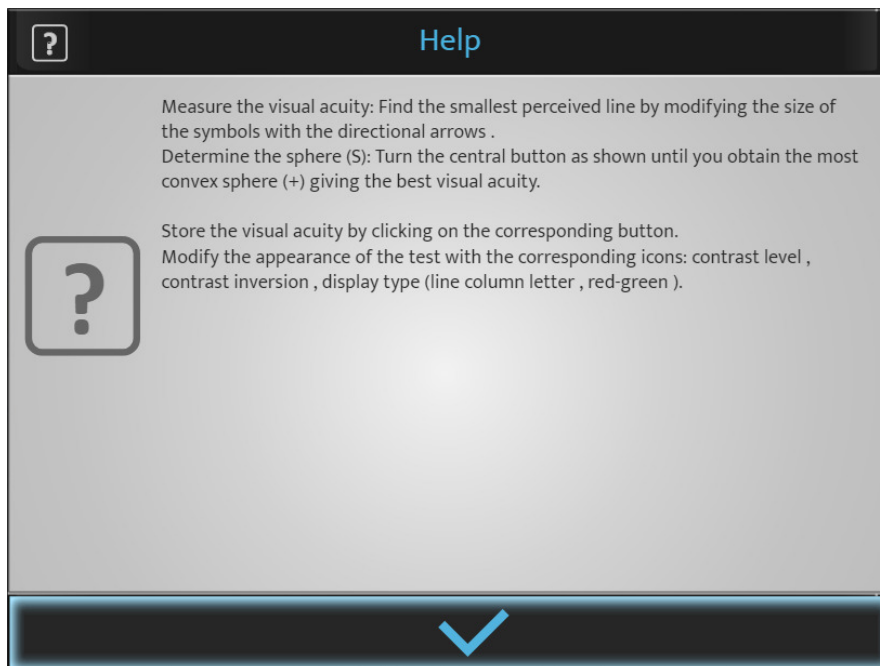 ?
Help
Measure the visual acuity: Find the smallest perceived line by modifying the size of
the symbols with the directional arrows .
Determine the sphere (S): Turn the central button as shown until you obtain the most
convex sphere (+) giving the best visual acuity.
Store the visual acuity by clicking on the corresponding button.
Modify the appearance of the test with the corresponding icons: contrast level ,
contrast inversion , display type (line column letter , red-green ).
?